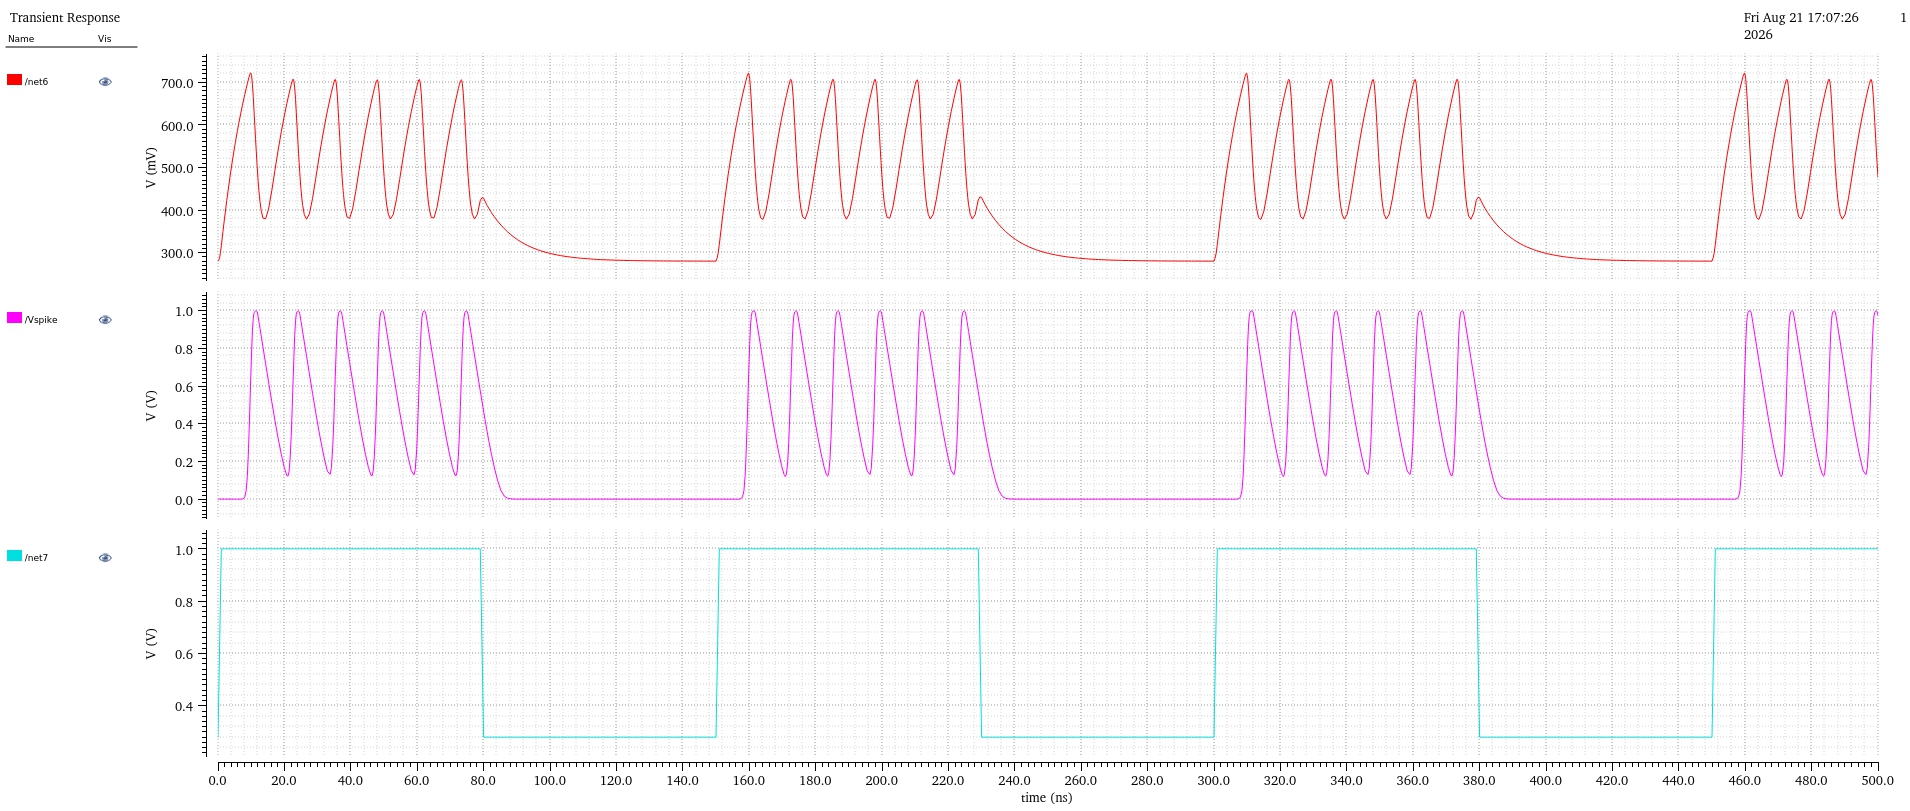 Transient Response
Fri Aug 21 17:07:26 1
2026
Name Vis
/net6
V (mV)
700.0
600.0
500.0
400.0
300.0
/Vspike
V (V)
1.0
0.8
0.6
0.4
0.2
0.0
/net7
V (V)
1.0
0.8
0.6
0.4
0.0 20.0 40.0 60.0 80.0 100.0 120.0 140.0 160.0 180.0 200.0 220.0 240.0 260.0 280.0 300.0 320.0 340.0 360.0 380.0 400.0 420.0 440.0 460.0 480.0 500.0
time (ns)